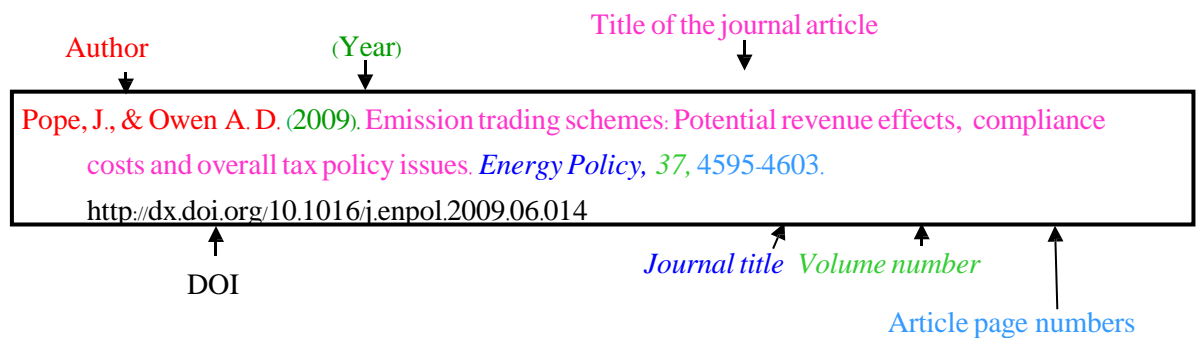 Title of the journal article
Author (Year)
Pope, J., & Owen A. D. (2009). Emission trading schemes: Potential revenue effects, compliance
costs and overall tax policy issues. Energy Policy, 37, 4595-4603.
http://dx.doi.org/10.1016/j.enpol.2009.06.014
Journal title Volume number
DOI
Article page numbers